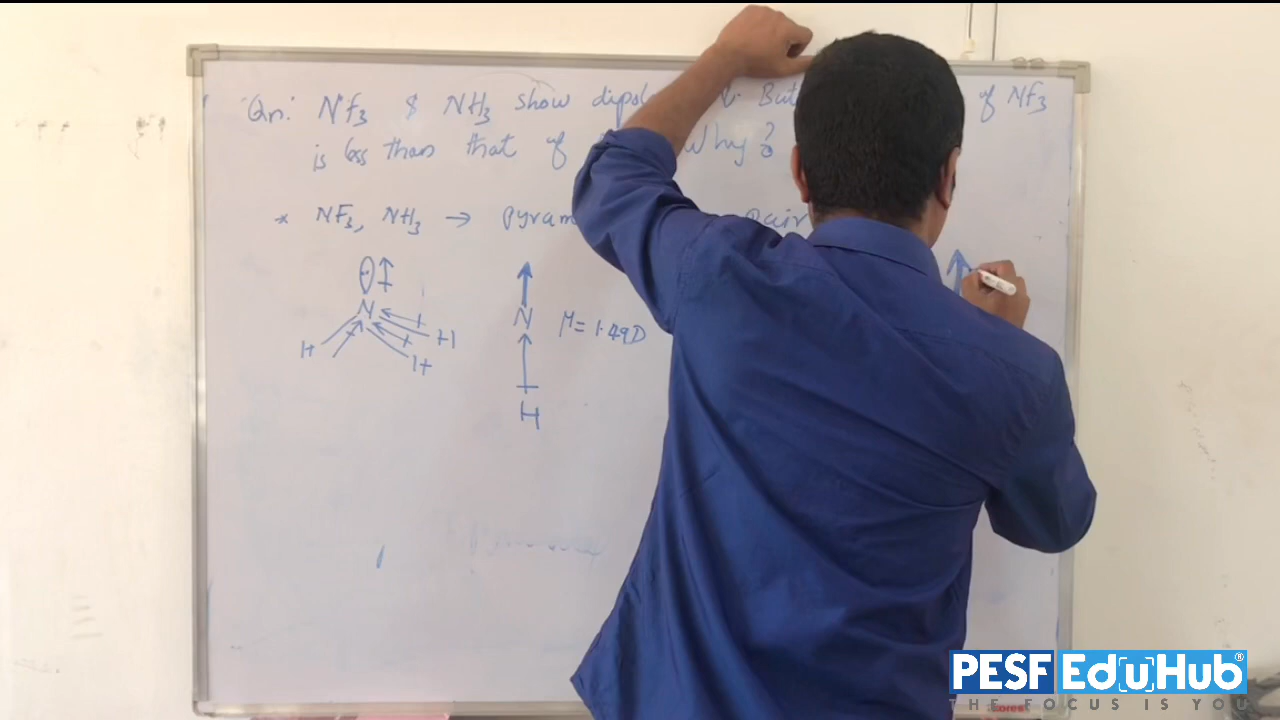 Qn: NF3 & NH3 show dipole But of NF3
is less than that of Why?
* NF3, NH3 → pyram pair
N
H
H
H
N
H
μ = 1.49D
PESF EduHub®
THE FOCUS IS YOU